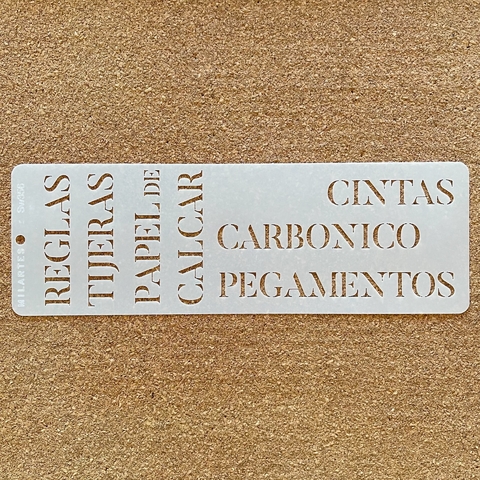 MILARTES
REGLAS
TIJERAS
PAPEL DE
CALCAR
CINTAS
CARBONICO
PEGAMENTOS